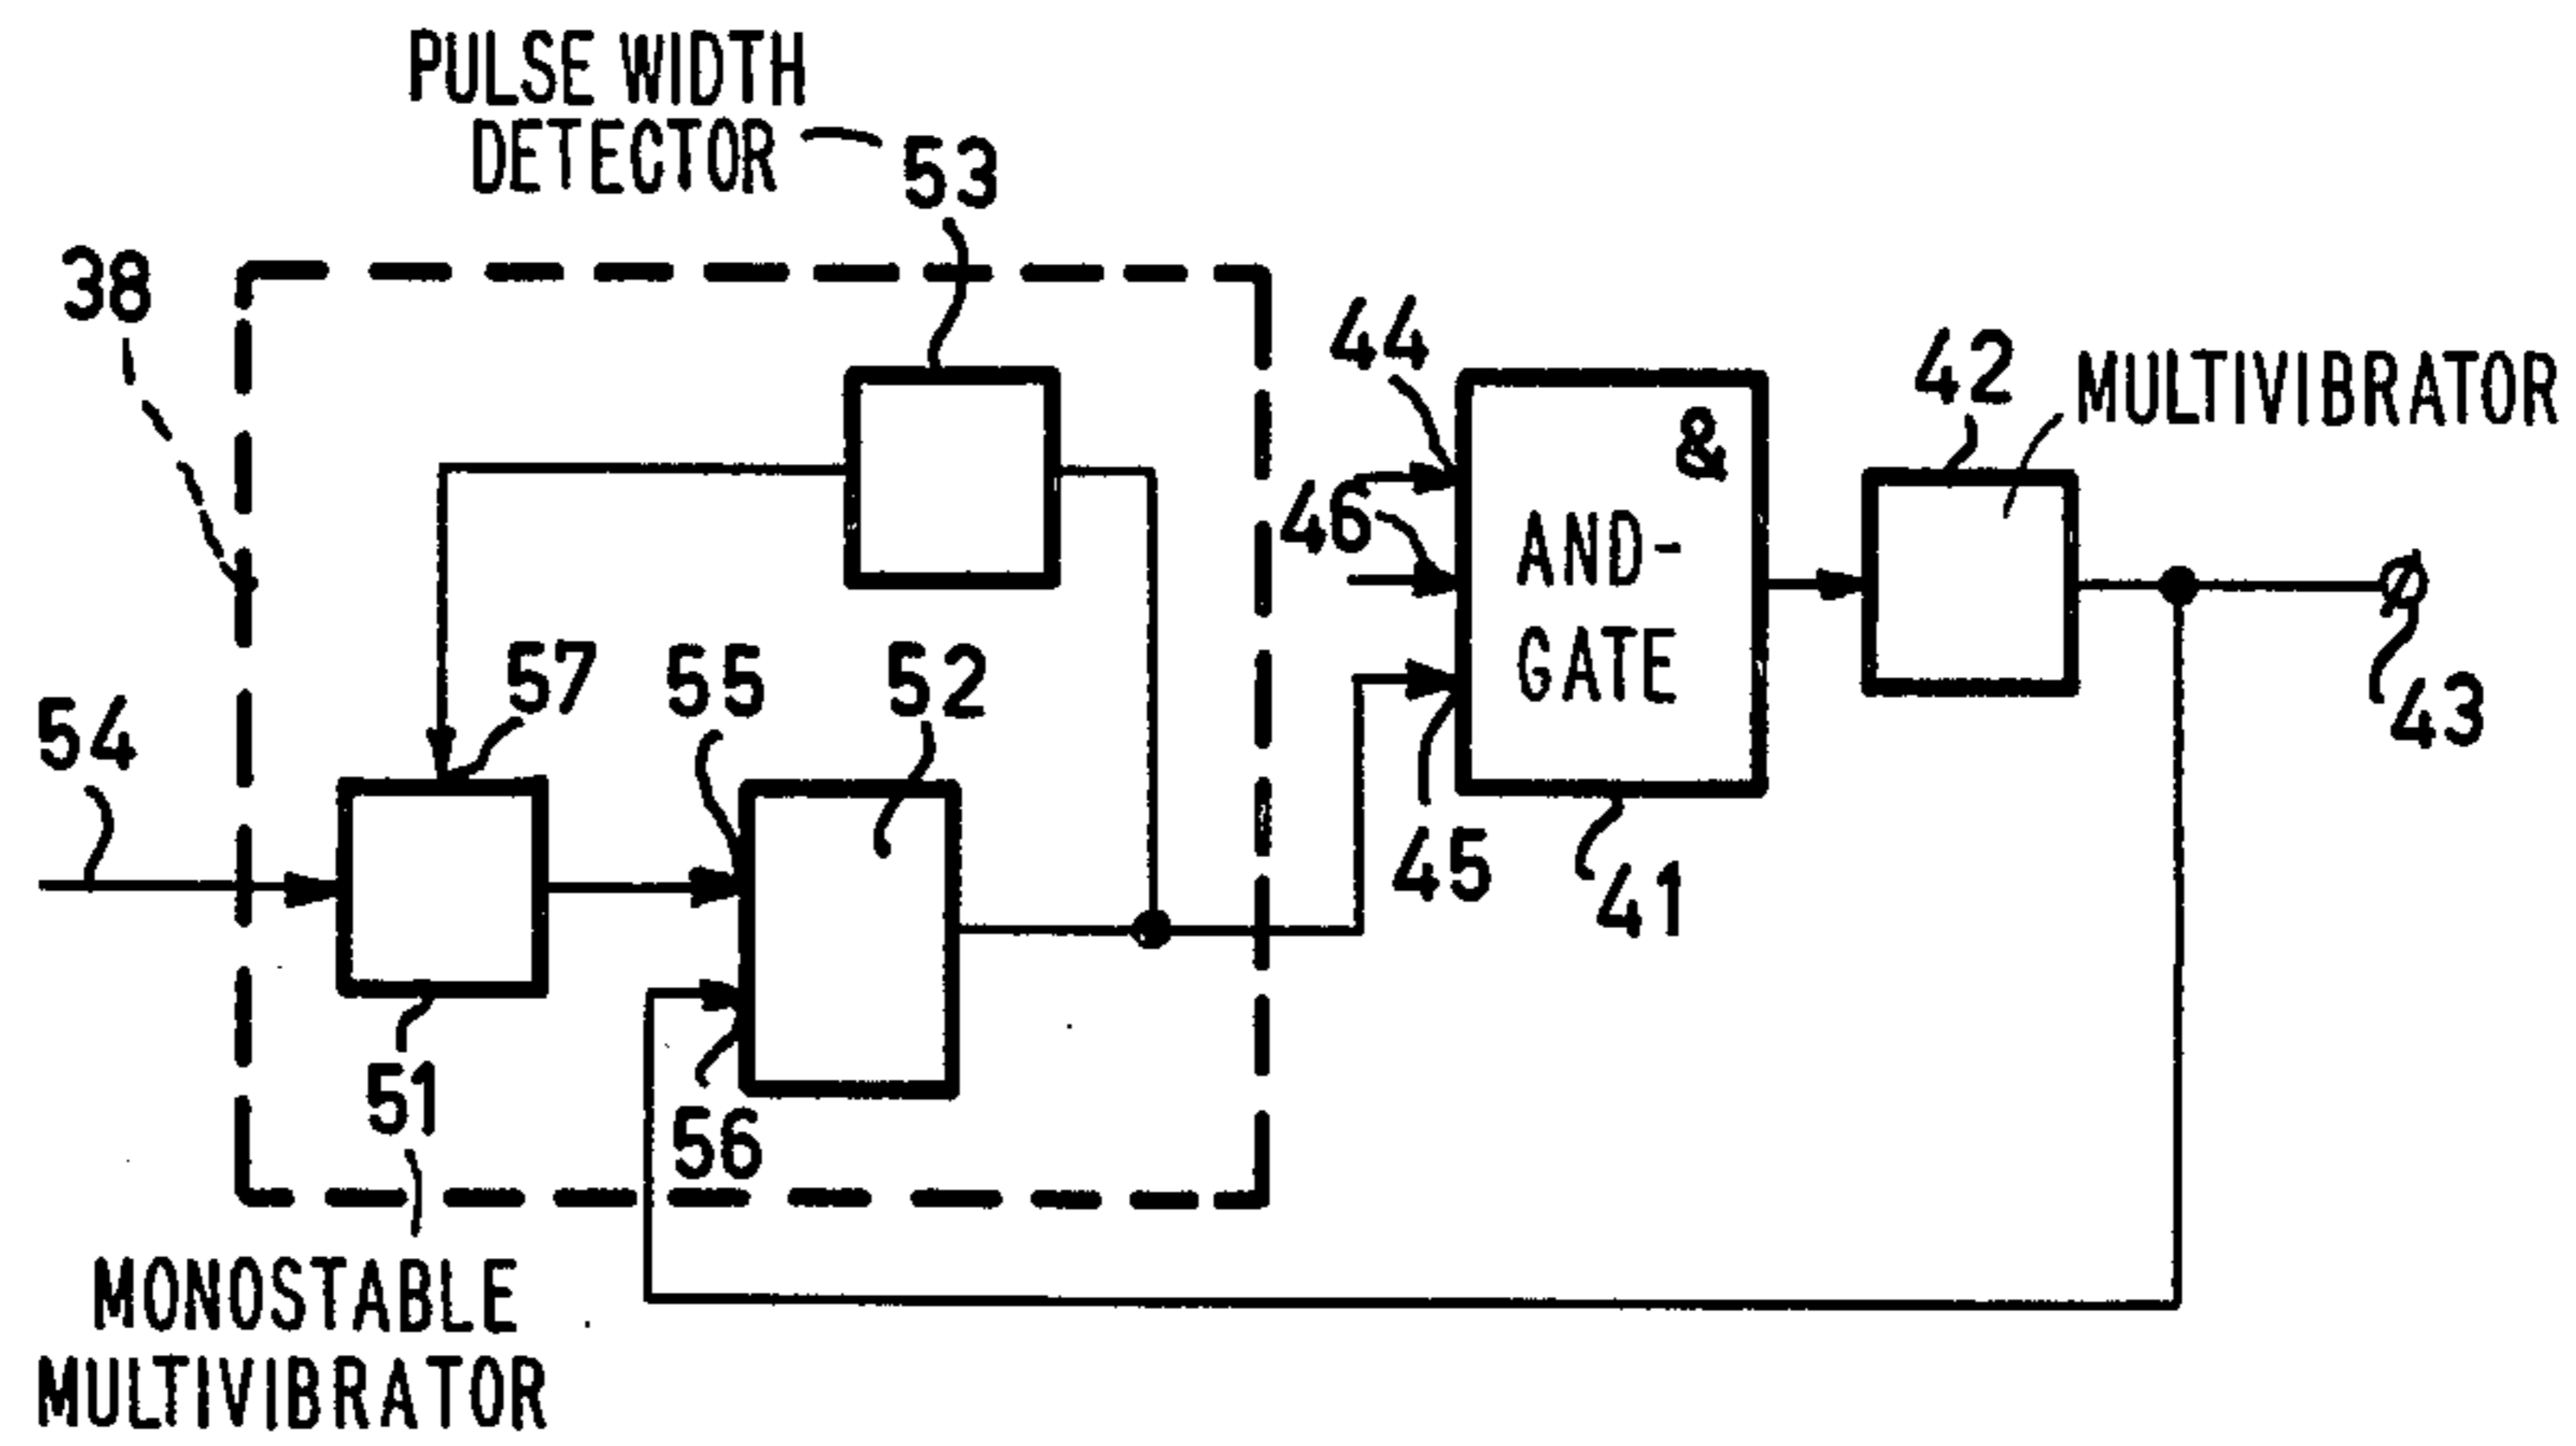 PULSE WIDTH
DETECTOR
53
38
44
42
MULTIVIBRATOR
&
46
AND-
GATE
57
55
52
54
43
45
41
51
56
MONOSTABLE
MULTIVIBRATOR